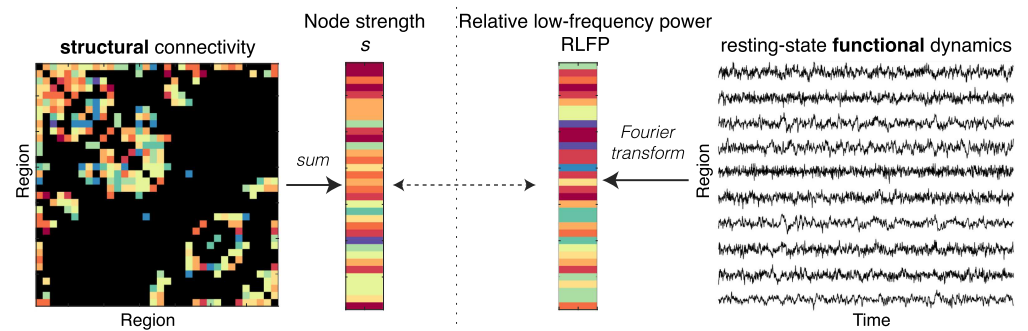 Node strength
s
Relative low-frequency power
RLFP
structural connectivity
resting-state functional dynamics
Region
Region
sum
Fourier
transform
Region
Time